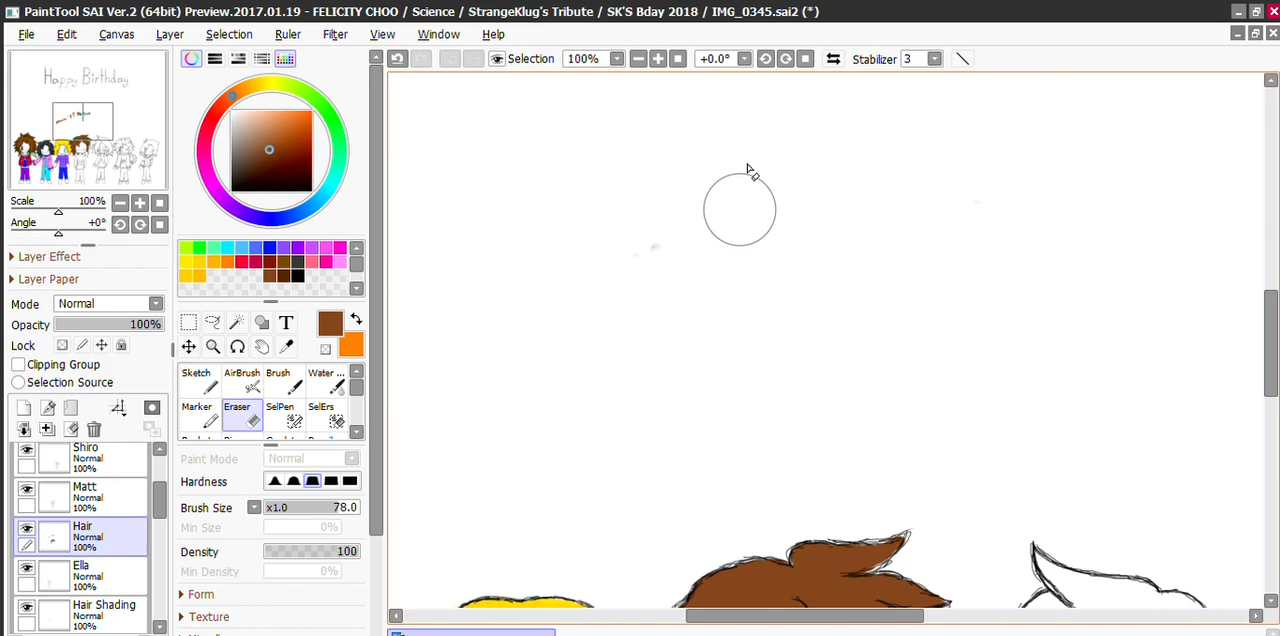 PaintTool SAI Ver.2 (64bit) Preview.2017.01.19 - FELICITY CHOO / Science / StrangeKlug's Tribute / SK'S Bday 2018 / IMG_0345.sai2 (*)
File Edit Canvas Layer Selection Ruler Filter View Window Help
Selection 100% +0.0° Stabilizer 3
Happy Birthday
Scale 100%
Angle +0°
Layer Effect
Layer Paper
Mode Normal
Opacity 100%
Lock
Clipping Group
Selection Source
Shiro
Normal
100%
Matt
Normal
100%
Hair
Normal
100%
Ella
Normal
100%
Hair Shading
Normal
100%
T
Sketch AirBrush Brush Water ...
Marker Eraser SelPen SelErs
Paint Mode Normal
Hardness
Brush Size x1.0 78.0
Min Size 0%
Density 100
Min Density 0%
Form
Texture